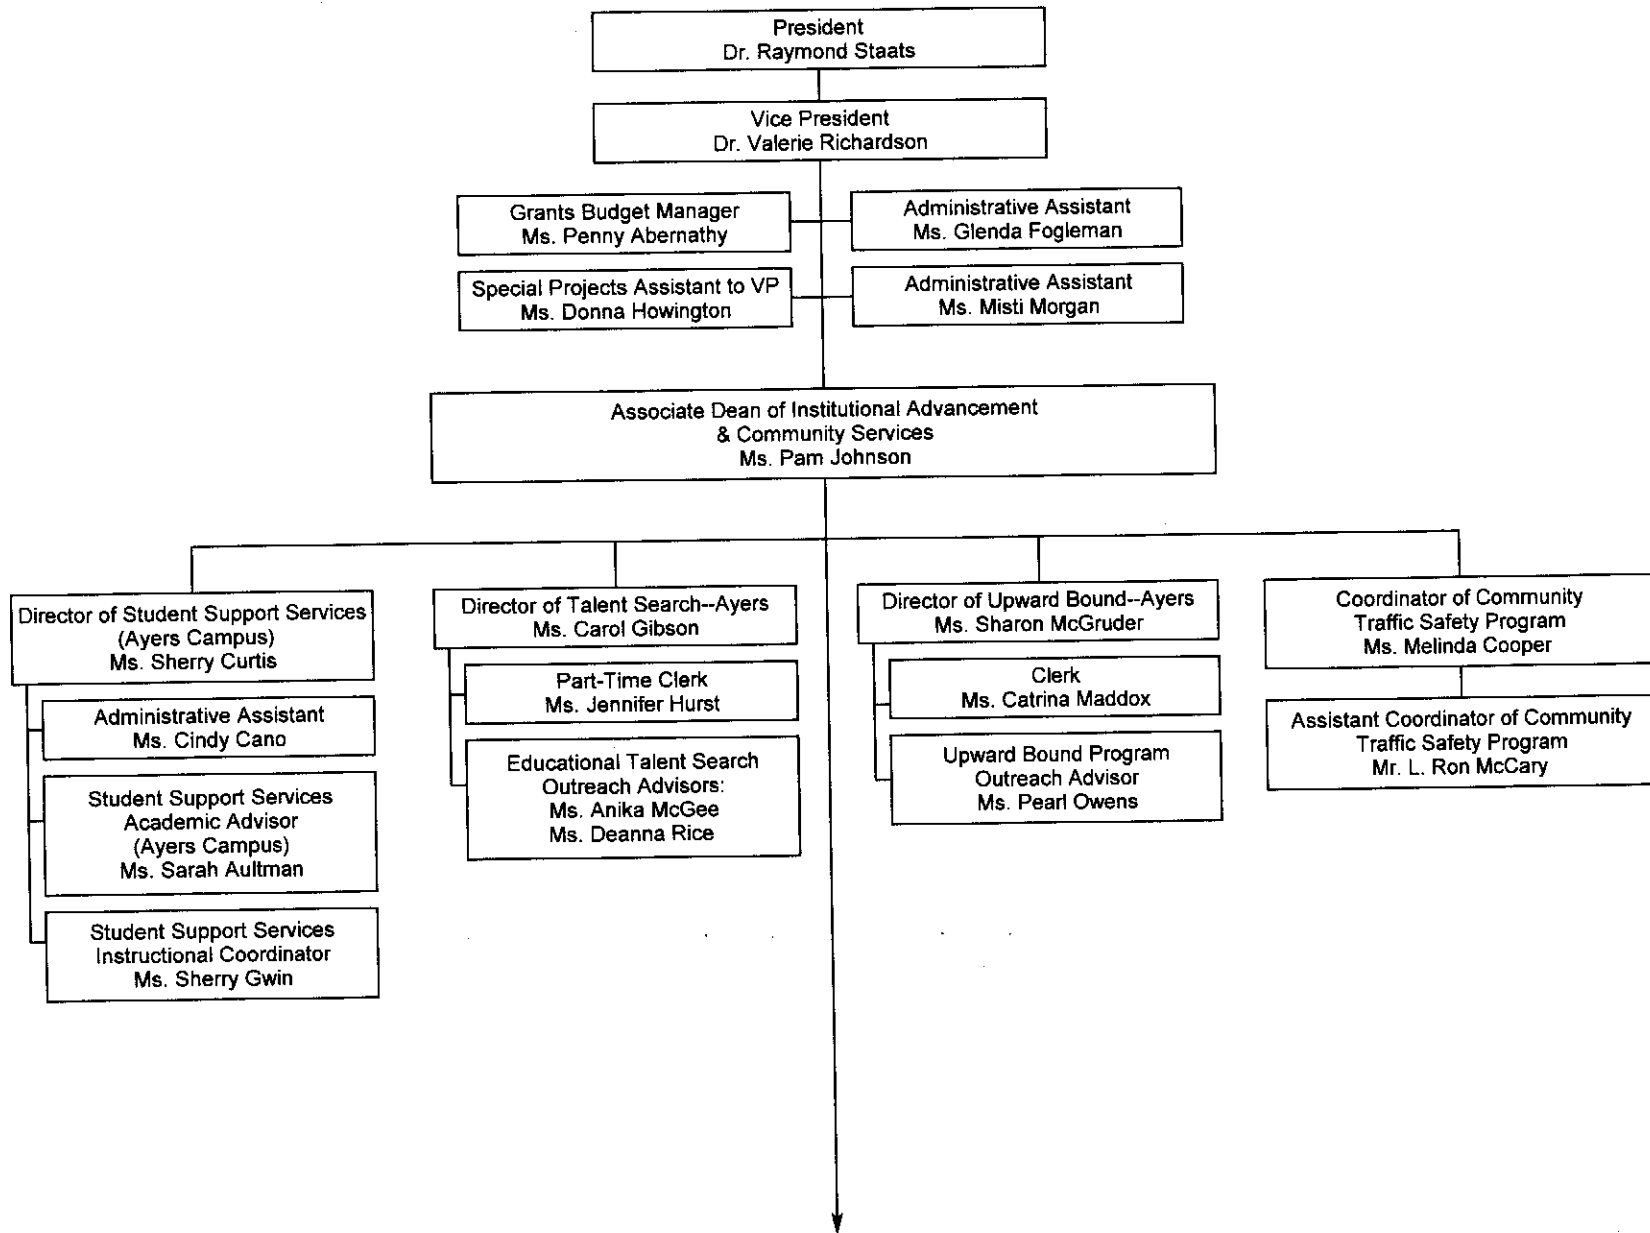 President
Dr. Raymond Staats
Vice President
Dr. Valerie Richardson
Grants Budget Manager
Ms. Penny Abernathy
Administrative Assistant
Ms. Glenda Fogleman
Special Projects Assistant to VP
Ms. Donna Howington
Administrative Assistant
Ms. Misti Morgan
Associate Dean of Institutional Advancement
& Community Services
Ms. Pam Johnson
Director of Student Support Services
(Ayers Campus)
Ms. Sherry Curtis
Administrative Assistant
Ms. Cindy Cano
Student Support Services
Academic Advisor
(Ayers Campus)
Ms. Sarah Aultman
Student Support Services
Instructional Coordinator
Ms. Sherry Gwin
Director of Talent Search--Ayers
Ms. Carol Gibson
Part-Time Clerk
Ms. Jennifer Hurst
Educational Talent Search
Outreach Advisors:
Ms. Anika McGee
Ms. Deanna Rice
Director of Upward Bound--Ayers
Ms. Sharon McGruder
Clerk
Ms. Catrina Maddox
Upward Bound Program
Outreach Advisor
Ms. Pearl Owens
Coordinator of Community
Traffic Safety Program
Ms. Melinda Cooper
Assistant Coordinator of Community
Traffic Safety Program
Mr. L. Ron McCary